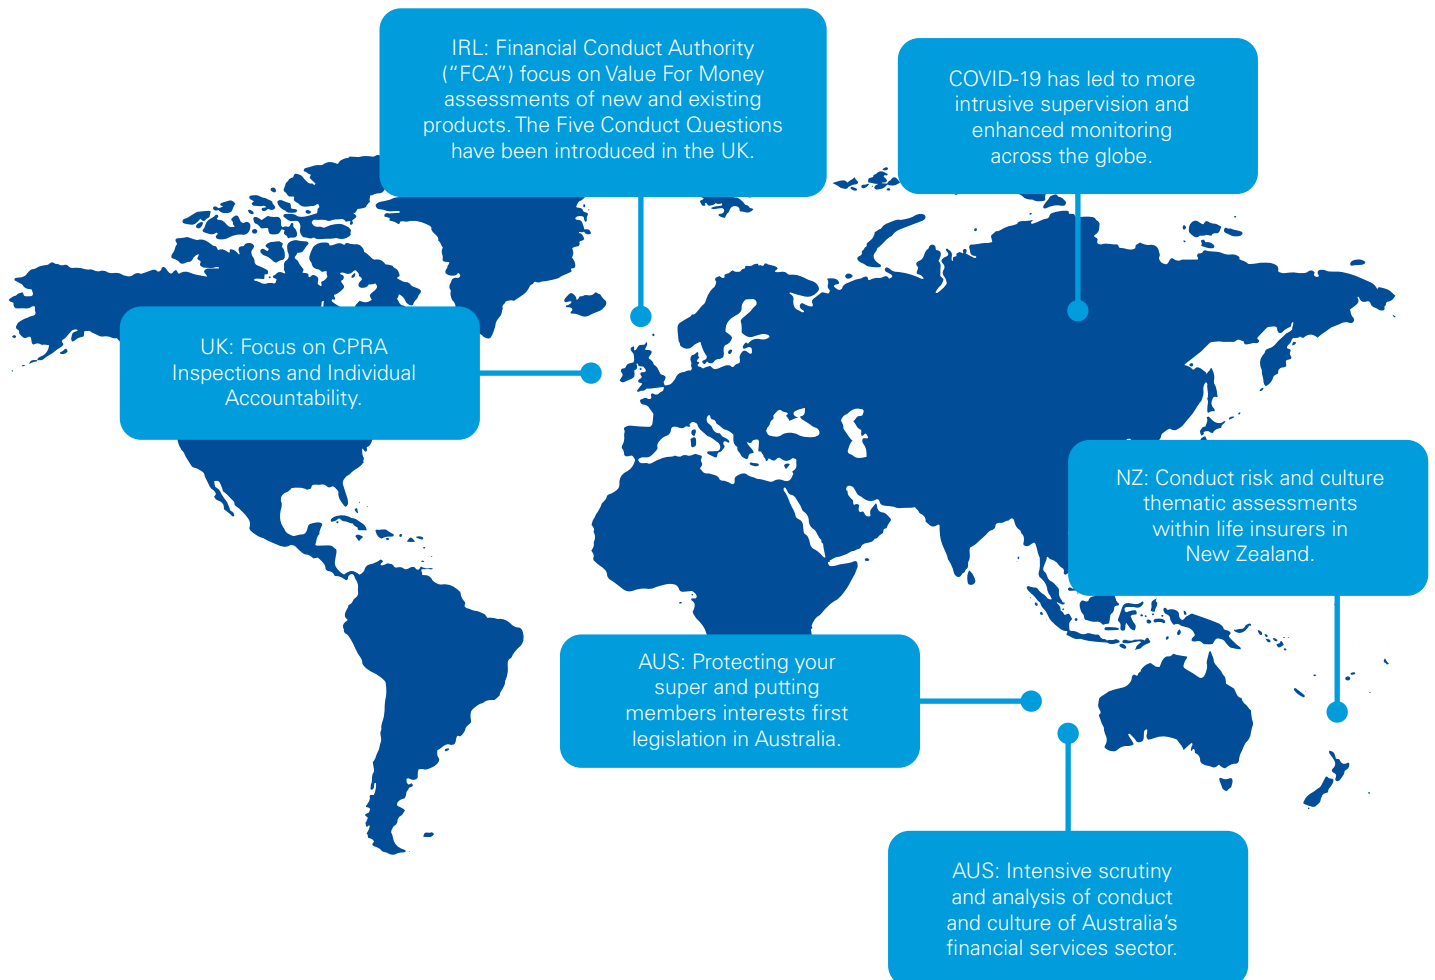 IRL: Financial Conduct Authority
(“FCA”) focus on Value For Money
assessments of new and existing
products. The Five Conduct Questions
have been introduced in the UK.
COVID-19 has led to more
intrusive supervision and
enhanced monitoring
across the globe.
UK: Focus on CPRA
Inspections and Individual
Accountability.
NZ: Conduct risk and culture
thematic assessments
within life insurers in
New Zealand.
AUS: Protecting your
super and putting
members interests first
legislation in Australia.
AUS: Intensive scrutiny
and analysis of conduct
and culture of Australia’s
financial services sector.